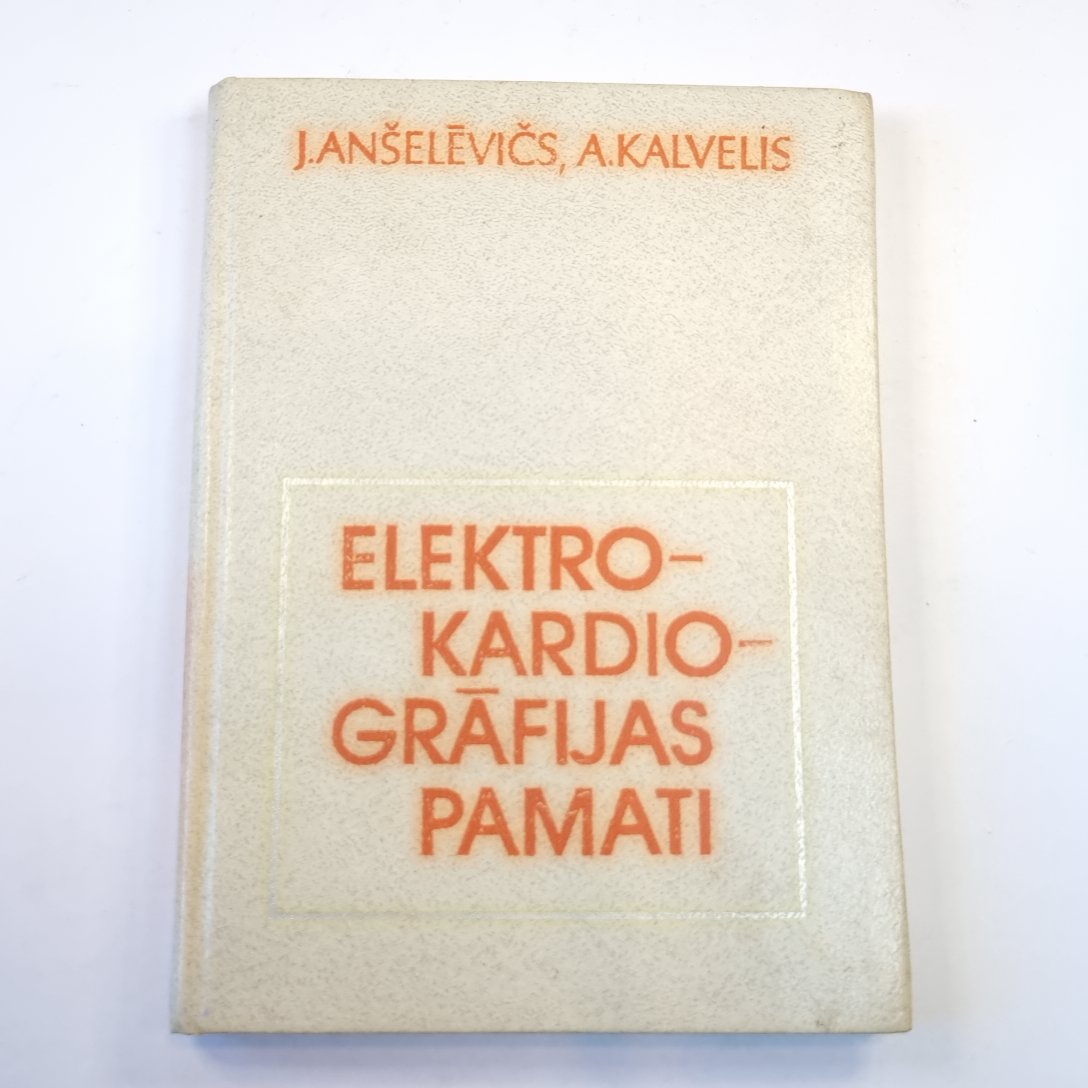 J.ANŠELĒVIČS, A.KALVELIS
ELEKTRO-
KARDIO-
GRĀFIJAS
PAMATI